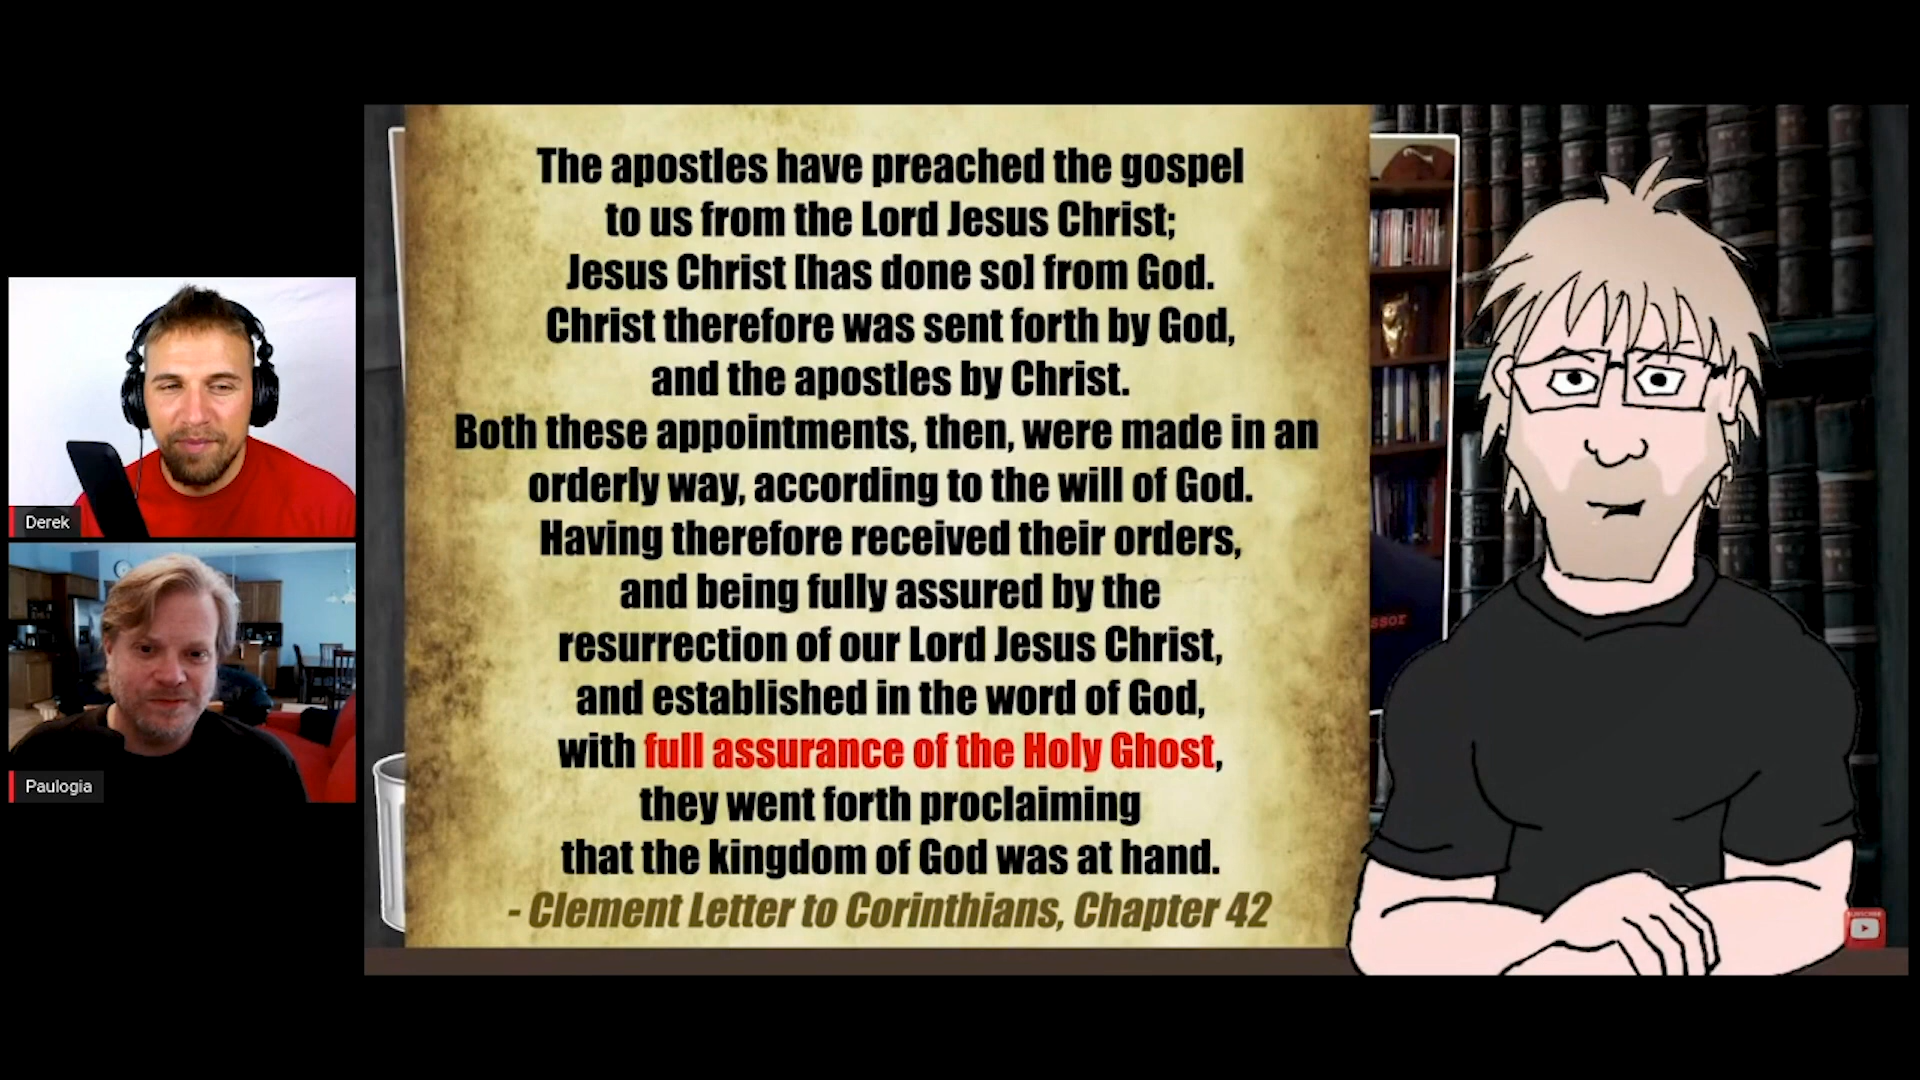 The apostles have preached the gospel
to us from the Lord Jesus Christ;
Jesus Christ [has done so] from God.
Christ therefore was sent forth by God,
and the apostles by Christ.
Both these appointments, then, were made in an
orderly way, according to the will of God.
Having therefore received their orders,
and being fully assured by the
resurrection of our Lord Jesus Christ,
and established in the word of God,
with full assurance of the Holy Ghost,
they went forth proclaiming
that the kingdom of God was at hand.
- Clement Letter to Corinthians, Chapter 42
Derek
Paulogia
ssor
SUBSCRIBE